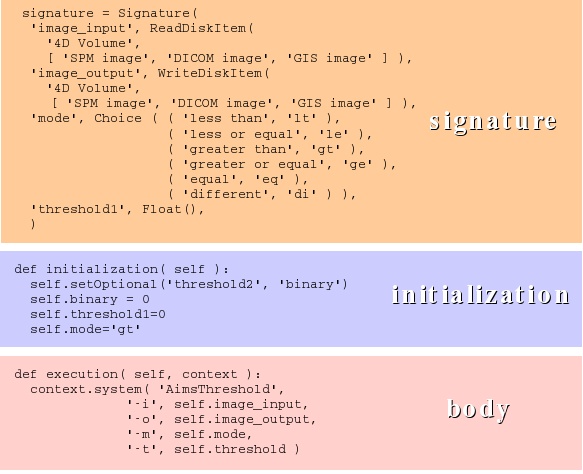 signature = Signature(
'image_input', ReadDiskItem(
'4D Volume',
[ 'SPM image', 'DICOM image', 'GIS image' ] ),
'image_output', WriteDiskItem(
'4D Volume',
[ 'SPM image', 'DICOM image', 'GIS image' ] ),
'mode', Choice ( ( 'less than', 'lt' ),
( 'less or equal', 'le' ),
( 'greater than', 'gt' ),
( 'greater or equal', 'ge' ),
( 'equal', 'eq' ),
( 'different', 'di' ) ),
'threshold1', Float(),
)
signature
def initialization( self ):
self.setOptional('threshold2', 'binary')
self.binary = 0
self.threshold1=0
self.mode='gt'
initialization
def execution( self, context ):
context.system( 'AimsThreshold',
'-i', self.image_input,
'-o', self.image_output,
'-m', self.mode,
'-t', self.threshold )
body